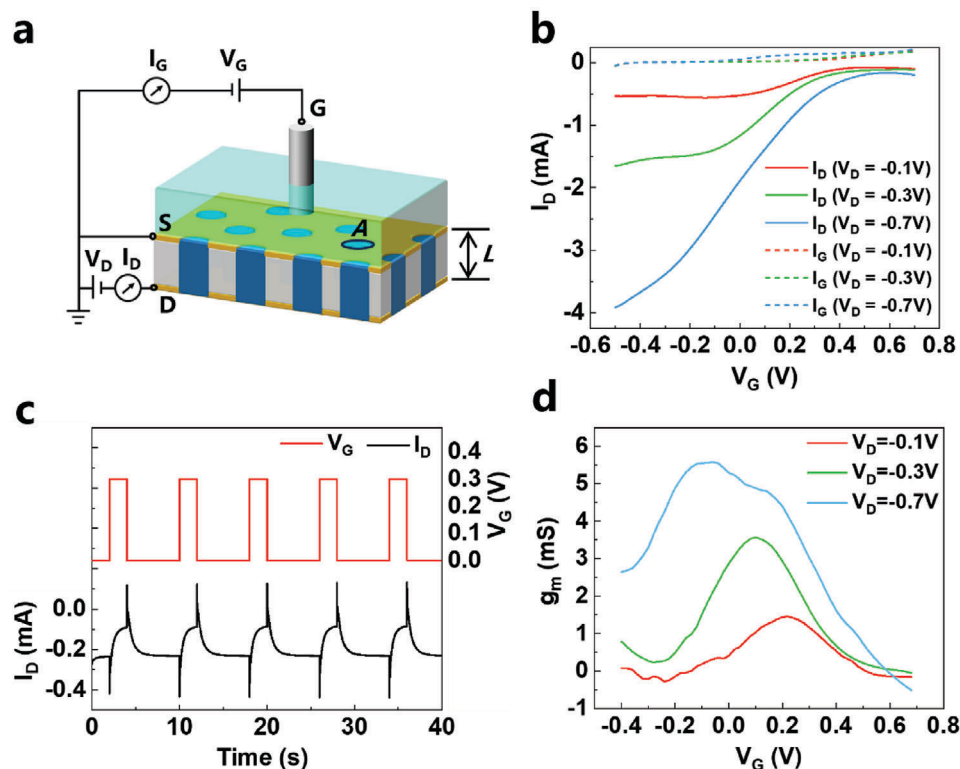 a
I_G
V_G
G
S
A
L
V_D
I_D
D
b
0
-1
-2
-3
-4
I_D (mA)
I_D (V_D = -0.1V)
I_D (V_D = -0.3V)
I_D (V_D = -0.7V)
I_G (V_D = -0.1V)
I_G (V_D = -0.3V)
I_G (V_D = -0.7V)
-0.6 -0.4 -0.2 0.0 0.2 0.4 0.6 0.8
V_G (V)
c
V_G I_D
0.4
0.3
0.2
0.1
0.0
V_G (V)
0.0
-0.2
-0.4
I_D (mA)
0 10 20 30 40
Time (s)
d
6
5
4
3
2
1
0
-1
g_m (mS)
V_D=-0.1V
V_D=-0.3V
V_D=-0.7V
-0.6 -0.4 -0.2 0.0 0.2 0.4 0.6 0.8
V_G (V)